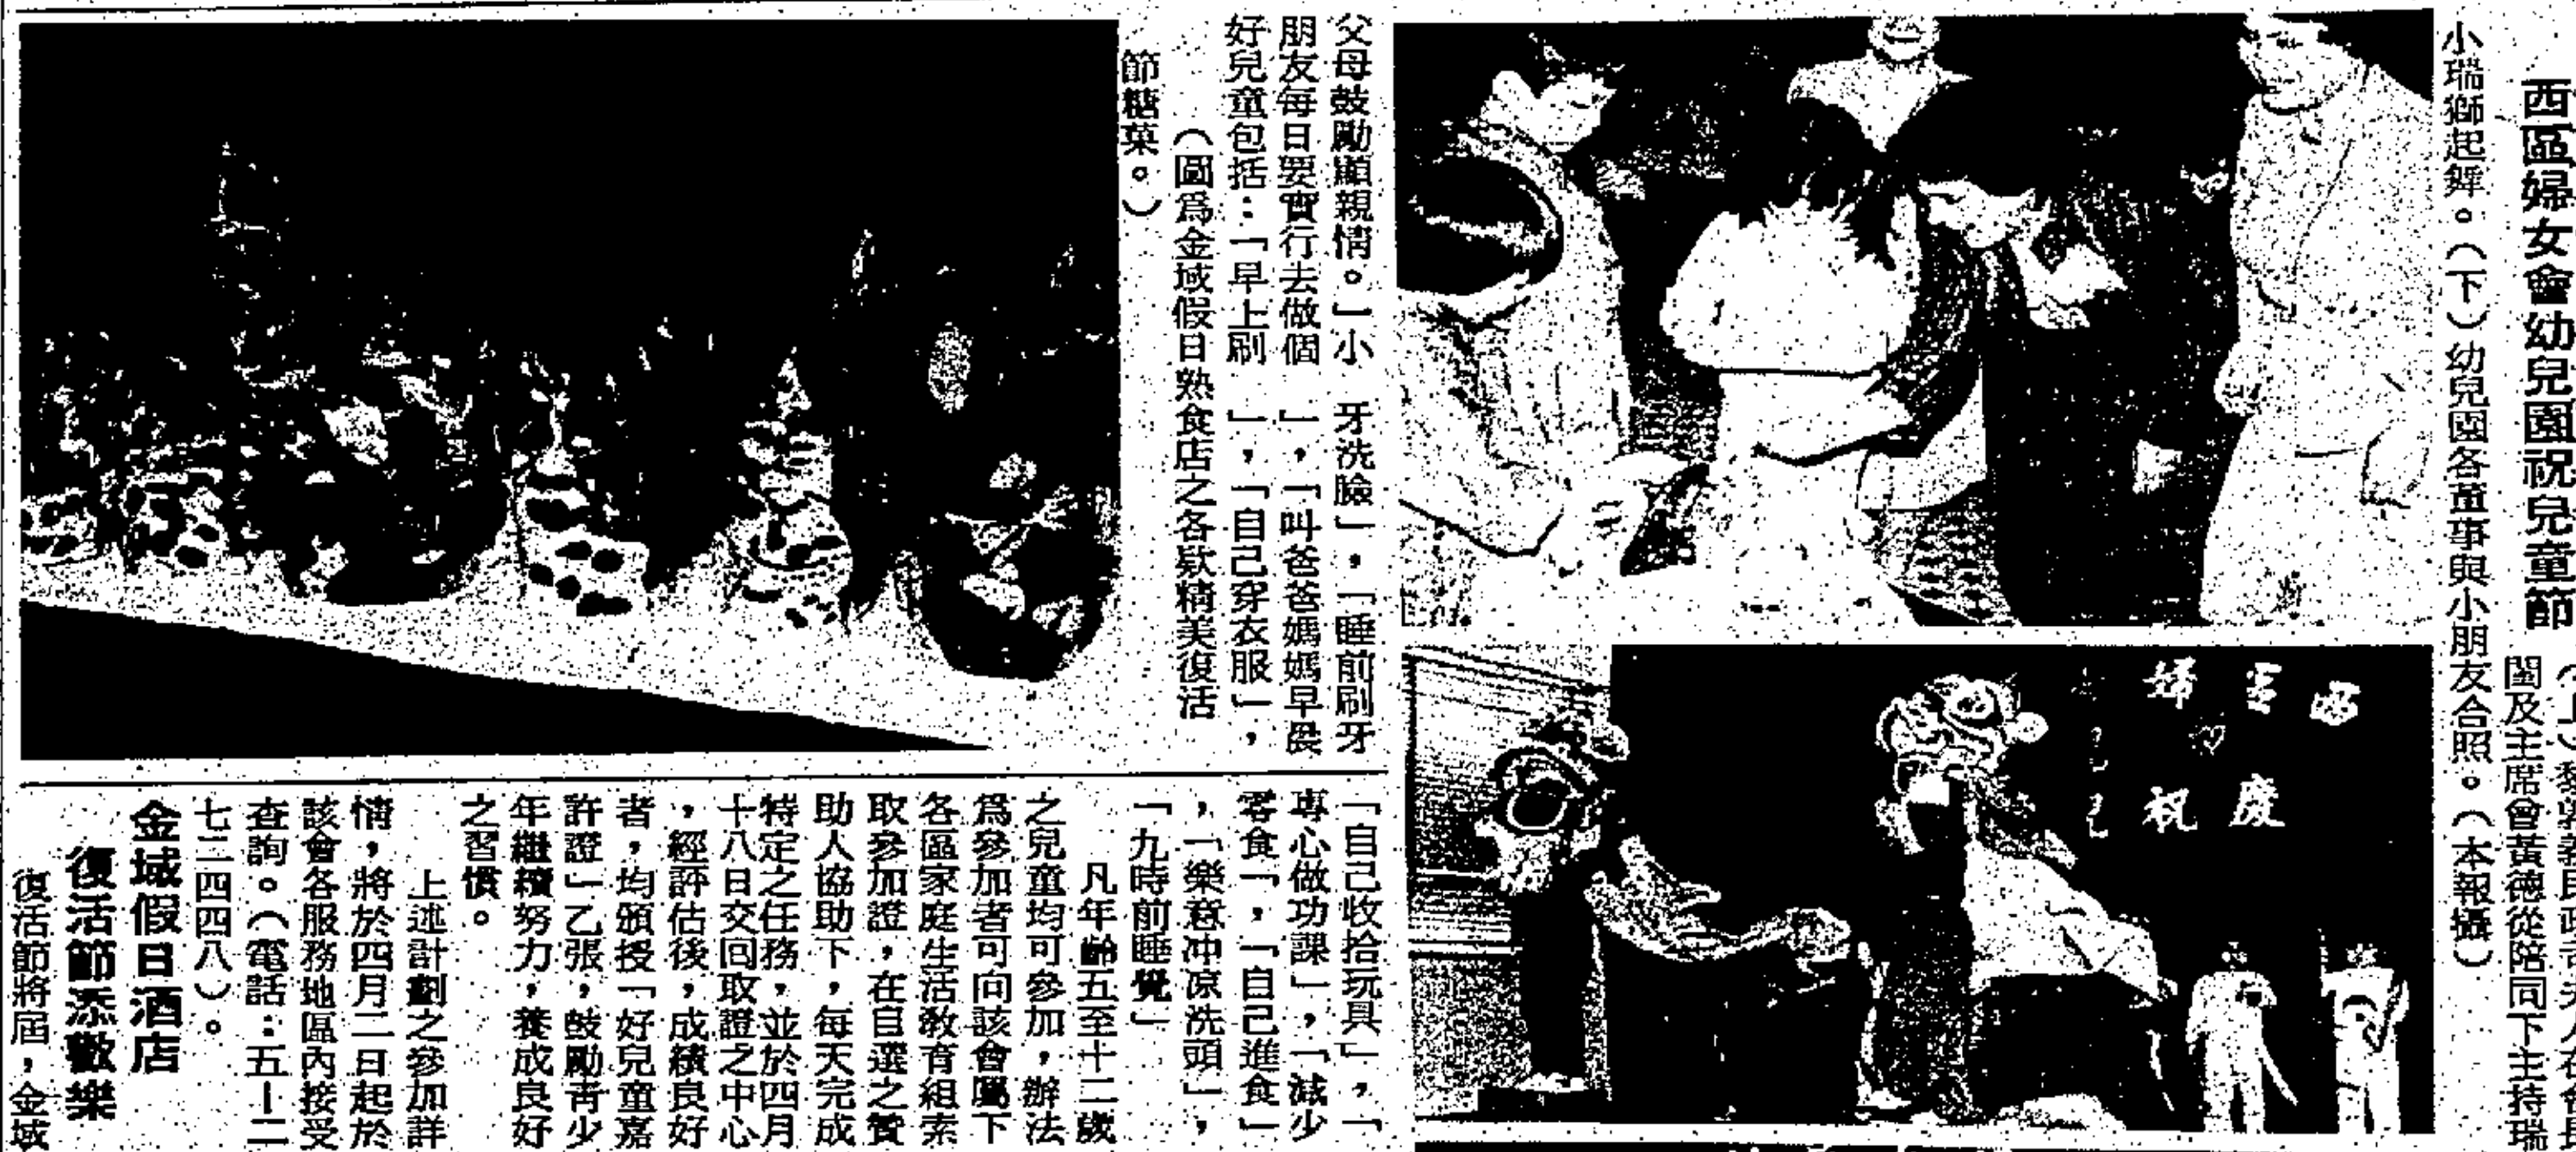 西區婦女會幼兒園祝兒童節
閨及主席曾黃德從陪同下主持瑞
小瑞獅起舞。（下）幼兒園各董事與小朋友合照。（本報攝）
慶祝
父母鼓勵顯親情。」小
朋友每日要實行去做個
好兒童包括：「早上刷
牙洗臉」，「睡前刷牙
」，「叫爸爸媽媽早晨
」，「自己穿衣服」，
（圖爲金域假日熟食店之各欵精美復活
節糖菓。）
「自己收拾玩具」，「
專心做功課」，「減少
零食」，「自己進食」
，「樂意冲凉洗頭」，
「九時前睡覺」
凡年齡五至十二歲
之兒童均可參加，辦法
爲參加者可向該會屬下
各區家庭生活敎育組索
取參加證，在自選之贊
助人協助下，每天完成
特定之任務，並於四月
十八日交回取證之中心
，經評估後，成績良好
者，均頒授「好兒童嘉
許證」乙張，鼓勵靑少
年繼續努力，養成良好
之習慣。
上述計劃之參加詳
情，將於四月二日起於
該會各服務地區內接受
查詢。（電話：五—二
七二四四八）。
金域假日酒店
復活節添歡樂
復活節將屆，金域